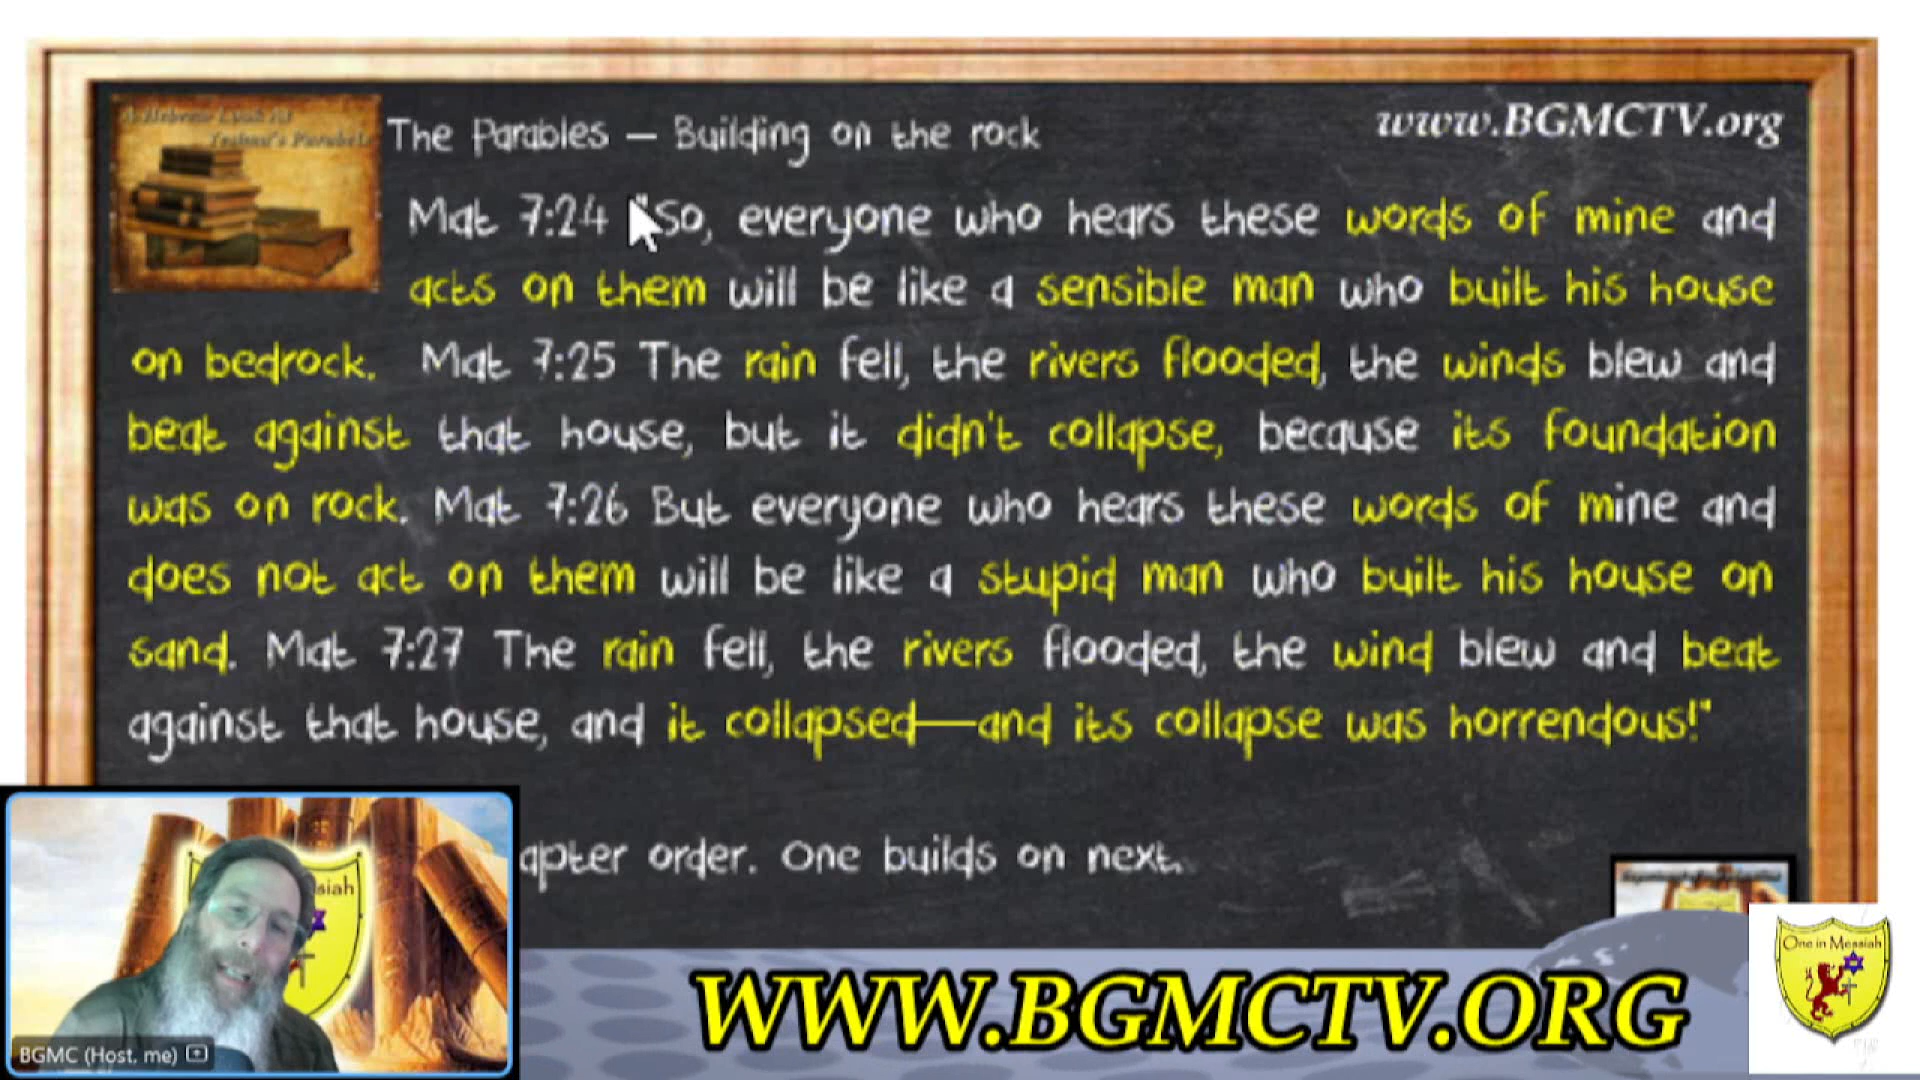 A Hebrew Look At
Yeshua's Parables
The Parables – Building on the rock
www.BGMCTV.org
Mat 7:24 "So, everyone who hears these words of mine and
acts on them will be like a sensible man who built his house
on bedrock. Mat 7:25 The rain fell, the rivers flooded, the winds blew and
beat against that house, but it didn't collapse, because its foundation
was on rock. Mat 7:26 But everyone who hears these words of mine and
does not act on them will be like a stupid man who built his house on
sand. Mat 7:27 The rain fell, the rivers flooded, the wind blew and beat
against that house, and it collapsed—and its collapse was horrendous!"
apter order. One builds on next.
siah
BGMC (Host, me)
WWW.BGMCTV.ORG
One in Messiah